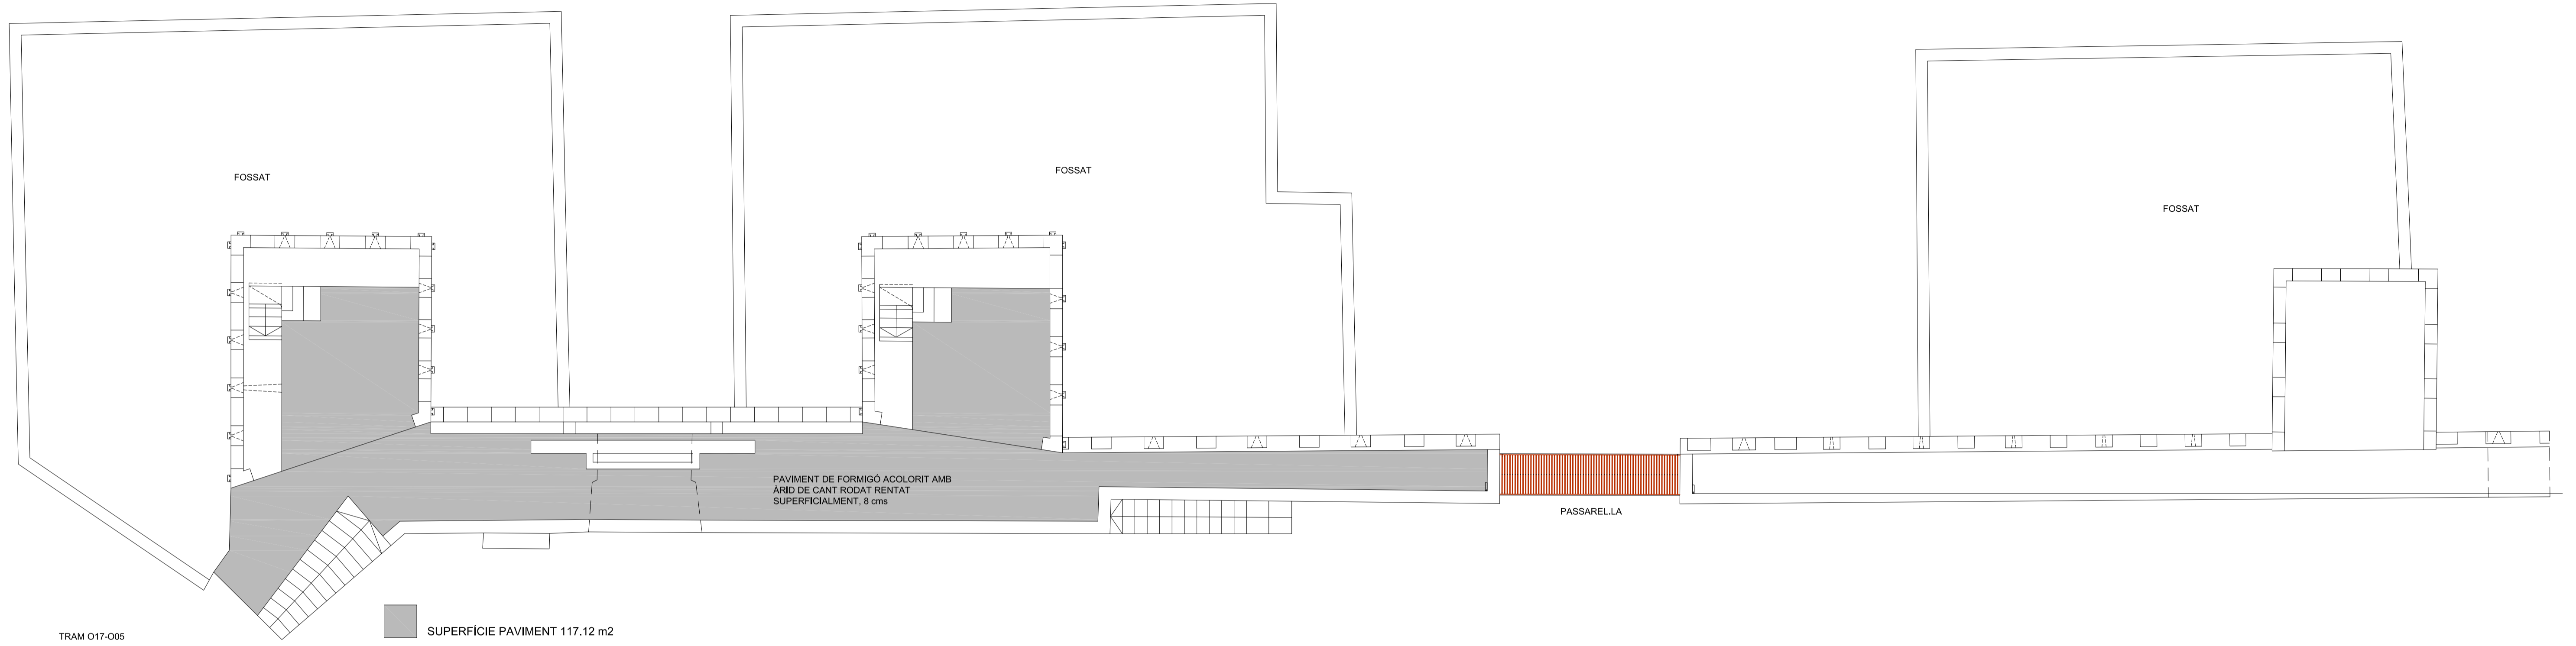 FOSSAT
FOSSAT
FOSSAT
PAVIMENT DE FORMIGÓ ACOLORIT AMB
ÀRID DE CANT RODAT RENTAT
SUPERFICIALMENT, 8 cms
PASSAREL.LA
SUPERFÍCIE PAVIMENT 117.12 m2
TRAM O17-O05